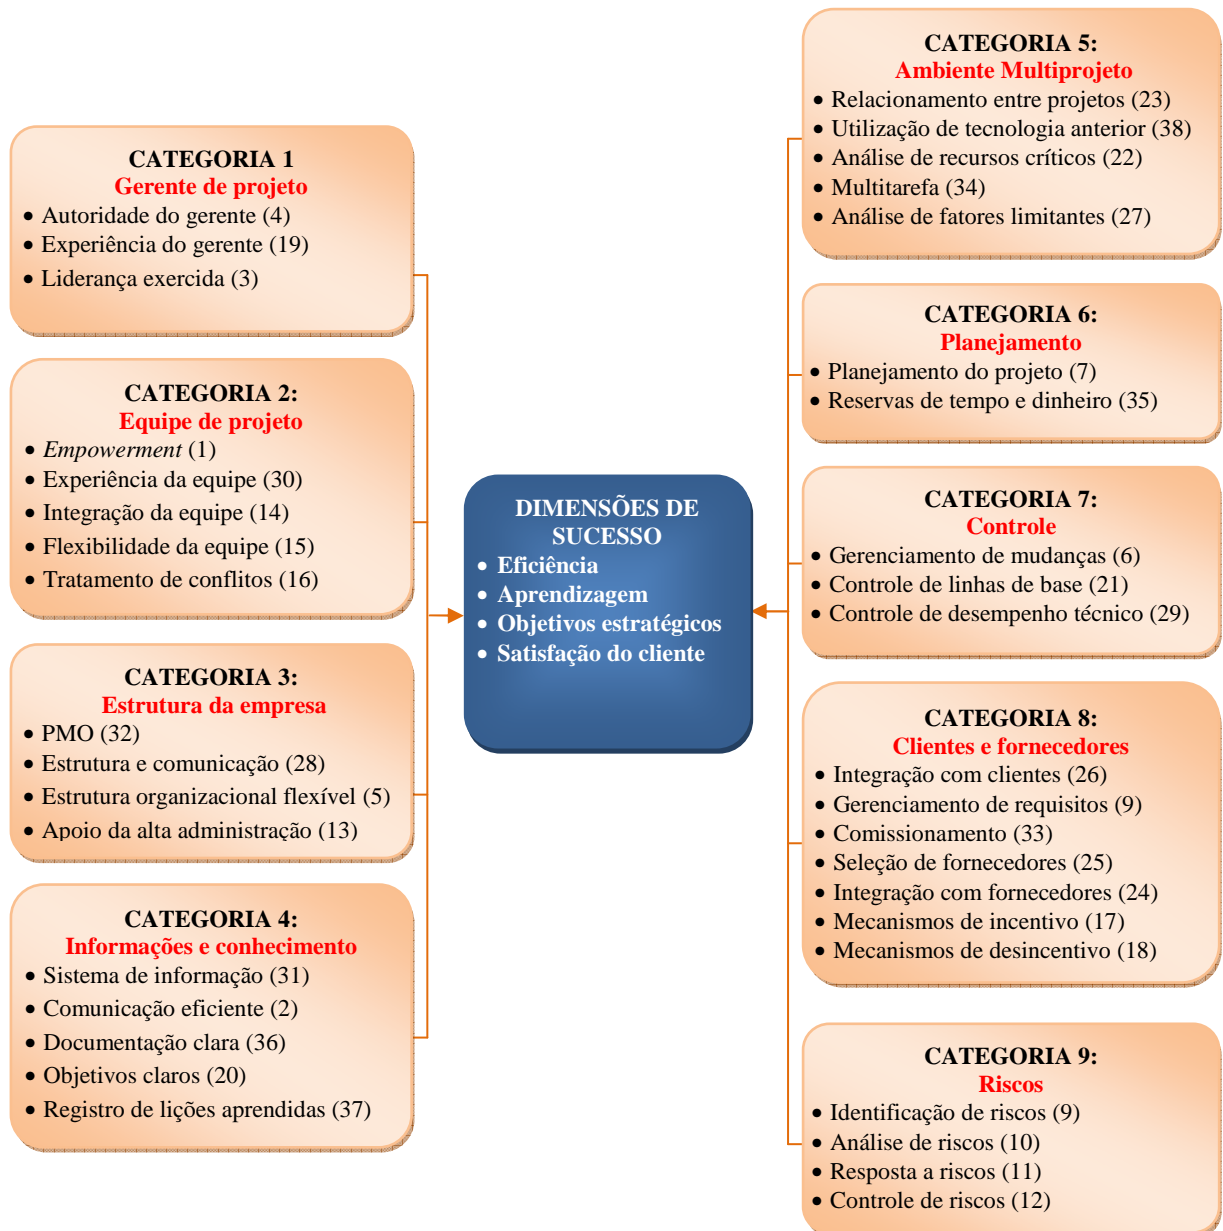 CATEGORIA 1
Gerente de projeto
• Autoridade do gerente (4)
• Experiência do gerente (19)
• Liderança exercida (3)
CATEGORIA 2:
Equipe de projeto
• Empowerment (1)
• Experiência da equipe (30)
• Integração da equipe (14)
• Flexibilidade da equipe (15)
• Tratamento de conflitos (16)
CATEGORIA 3:
Estrutura da empresa
• PMO (32)
• Estrutura e comunicação (28)
• Estrutura organizacional flexível (5)
• Apoio da alta administração (13)
CATEGORIA 4:
Informações e conhecimento
• Sistema de informação (31)
• Comunicação eficiente (2)
• Documentação clara (36)
• Objetivos claros (20)
• Registro de lições aprendidas (37)
DIMENSÕES DE
SUCESSO
• Eficiência
• Aprendizagem
• Objetivos estratégicos
• Satisfação do cliente
CATEGORIA 5:
Ambiente Multiprojeto
• Relacionamento entre projetos (23)
• Utilização de tecnologia anterior (38)
• Análise de recursos críticos (22)
• Multitarefa (34)
• Análise de fatores limitantes (27)
CATEGORIA 6:
Planejamento
• Planejamento do projeto (7)
• Reservas de tempo e dinheiro (35)
CATEGORIA 7:
Controle
• Gerenciamento de mudanças (6)
• Controle de linhas de base (21)
• Controle de desempenho técnico (29)
CATEGORIA 8:
Clientes e fornecedores
• Integração com clientes (26)
• Gerenciamento de requisitos (9)
• Comissionamento (33)
• Seleção de fornecedores (25)
• Integração com fornecedores (24)
• Mecanismos de incentivo (17)
• Mecanismos de desincentivo (18)
CATEGORIA 9:
Riscos
• Identificação de riscos (9)
• Análise de riscos (10)
• Resposta a riscos (11)
• Controle de riscos (12)